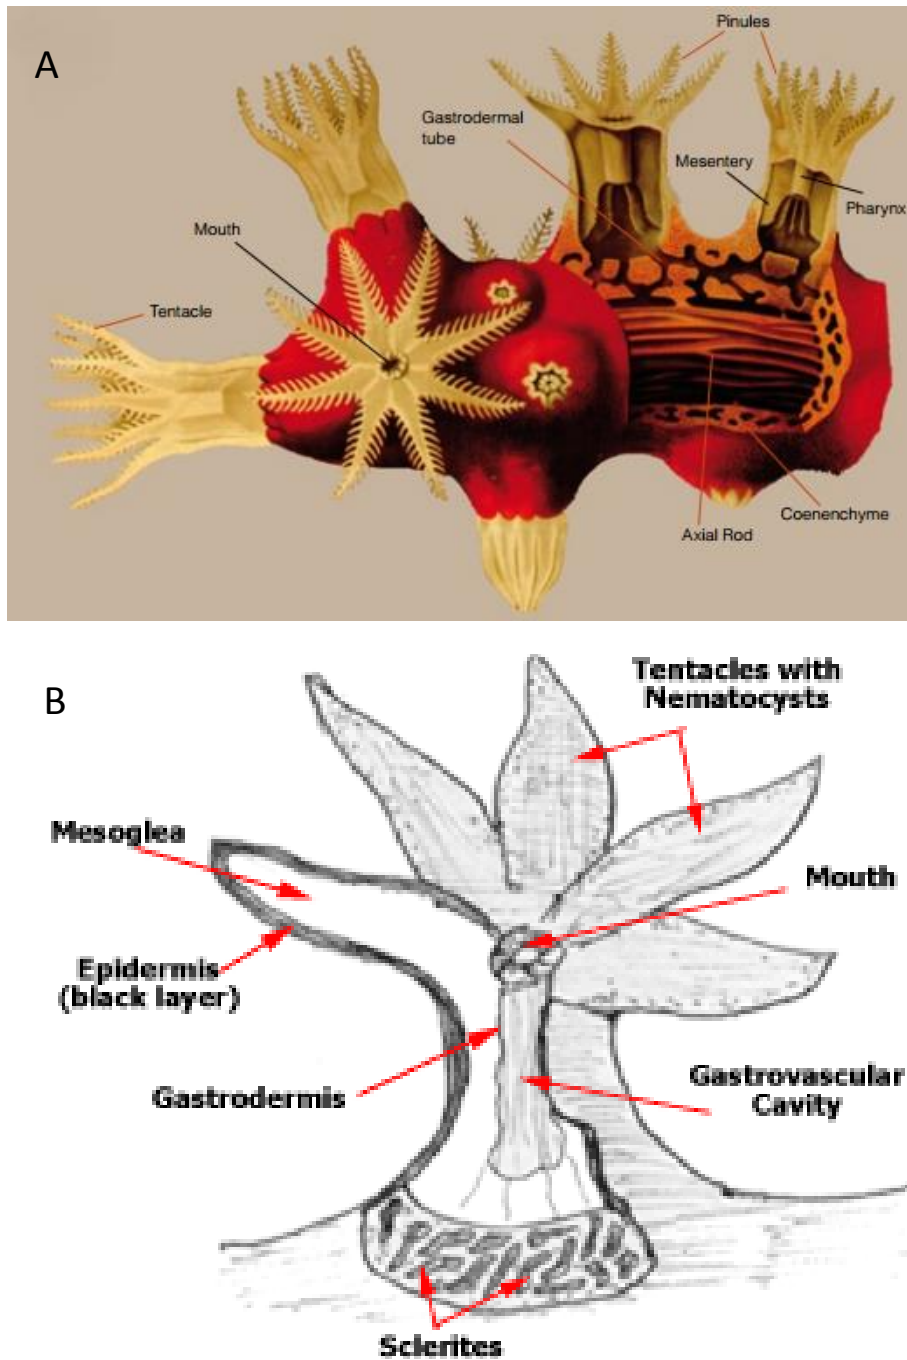 A
Pinules
Gastrodermal
tube
Mesentery
Pharynx
Mouth
Tentacle
Coenenchyme
Axial Rod
B
Tentacles with
Nematocysts
Mesoglea
Mouth
Epidermis
(black layer)
Gastrodermis
Gastrovascular
Cavity
Sclerites